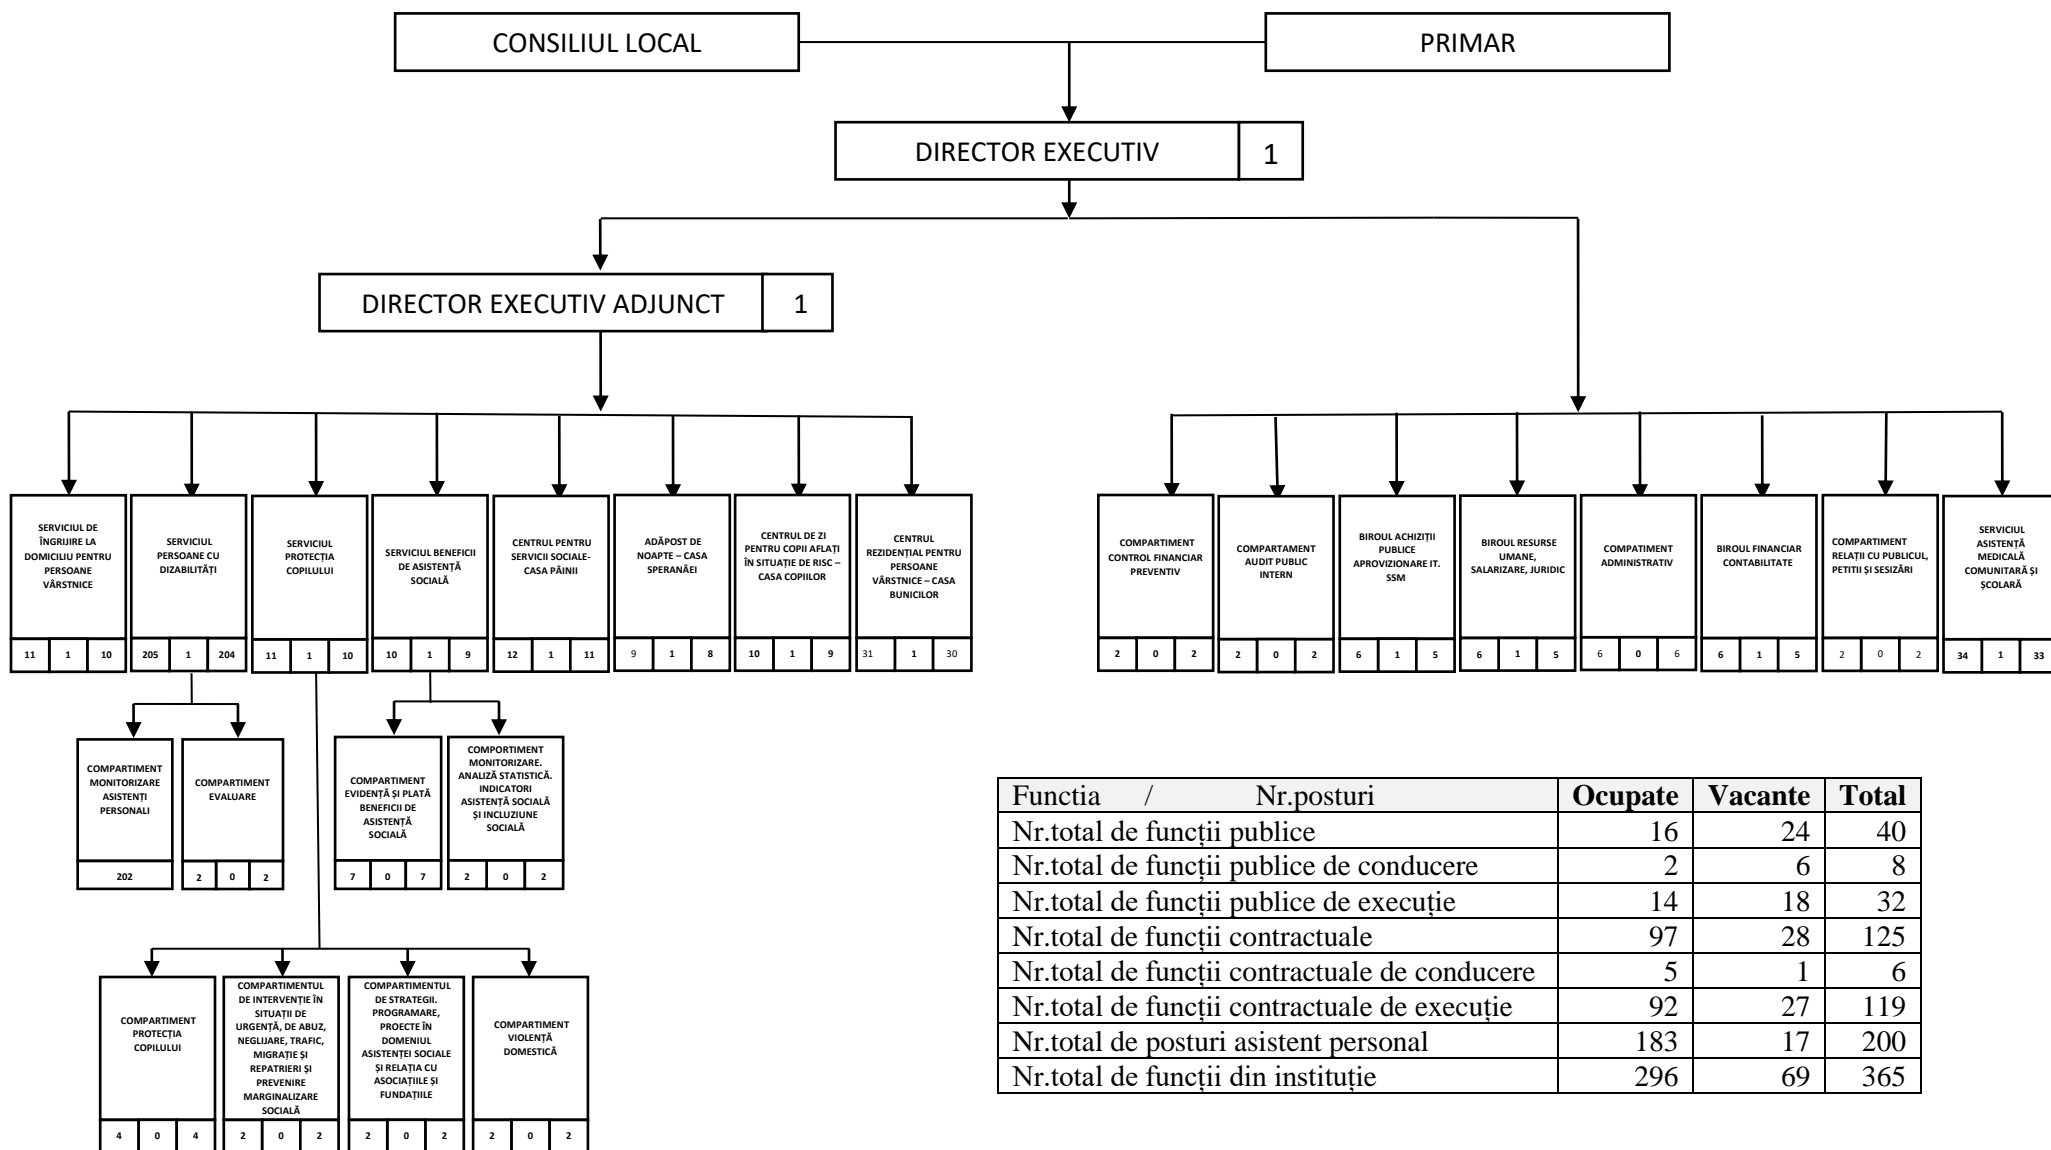 CONSILIUL LOCAL
PRIMAR
DIRECTOR EXECUTIV 1
DIRECTOR EXECUTIV ADJUNCT 1
SERVICIUL DE
ÎNGRIJIRE LA
DOMICILIU PENTRU
PERSOANE
VÂRSTNICE
11 1 10
SERVICIUL
PERSOANE CU
DIZABILITĂȚI
205 1 204
SERVICIUL
PROTECȚIA
COPILULUI
11 1 10
SERVICIUL BENEFICII
DE ASISTENȚĂ
SOCIALĂ
10 1 9
CENTRUL PENTRU
SERVICII SOCIALE-
CASA PÂINII
12 1 11
ADĂPOST DE
NOAPTE – CASA
SPERANÂEI
9 1 8
CENTRUL DE ZI
PENTRU COPII AFLAȚI
ÎN SITUAȚIE DE RISC –
CASA COPIILOR
10 1 9
CENTRUL
REZIDENȚIAL PENTRU
PERSOANE
VÂRSTNICE – CASA
BUNICILOR
31 1 30
COMPARTIMENT
CONTROL FINANCIAR
PREVENTIV
2 0 2
COMPARTAMENT
AUDIT PUBLIC
INTERN
2 0 2
BIROUL ACHIZIȚII
PUBLICE
APROVIZIONARE IT.
SSM
6 1 5
BIROUL RESURSE
UMANE,
SALARIZARE, JURIDIC
6 1 5
COMPATIMENT
ADMINISTRATIV
6 0 6
BIROUL FINANCIAR
CONTABILITATE
6 1 5
COMPARTIMENT
RELAȚII CU PUBLICUL,
PETITII ȘI SESIZĂRI
2 0 2
SERVICIUL
ASISTENȚĂ
MEDICALĂ
COMUNITARĂ ȘI
ȘCOLARĂ
34 1 33
COMPARTIMENT
MONITORIZARE
ASISTENȚI
PERSONALI
202
COMPARTIMENT
EVALUARE
2 0 2
COMPARTIMENT
EVIDENȚĂ ȘI PLATĂ
BENEFICII DE
ASISTENȚĂ
SOCIALĂ
7 0 7
COMPORTIMENT
MONITORIZARE.
ANALIZĂ STATISTICĂ.
INDICATORI
ASISTENȚĂ SOCIALĂ
ȘI INCLUZIUNE
SOCIALĂ
2 0 2
COMPARTIMENT
PROTECȚIA
COPILULUI
4 0 4
COMPARTIMENTUL
DE INTERVENȚIE ÎN
SITUAȚII DE
URGENȚĂ, DE ABUZ,
NEGLIJARE, TRAFIC,
MIGRAȚIE ȘI
REPATRIERI ȘI
PREVENIRE
MARGINALIZARE
SOCIALĂ
2 0 2
COMPARTIMENTUL
DE STRATEGII.
PROGRAMARE,
PROECTE ÎN
DOMENIUL
ASISTENȚEI SOCIALE
ȘI RELAȚIA CU
ASOCIAȚIILE ȘI
FUNDAȚIILE
2 0 2
COMPARTIMENT
VIOLENȚĂ
DOMESTICĂ
2 0 2
Functia / Nr.posturi Ocupate Vacante Total
Nr.total de funcții publice 16 24 40
Nr.total de funcții publice de conducere 2 6 8
Nr.total de funcții publice de execuție 14 18 32
Nr.total de funcții contractuale 97 28 125
Nr.total de funcții contractuale de conducere 5 1 6
Nr.total de funcții contractuale de execuție 92 27 119
Nr.total de posturi asistent personal 183 17 200
Nr.total de funcții din instituție 296 69 365